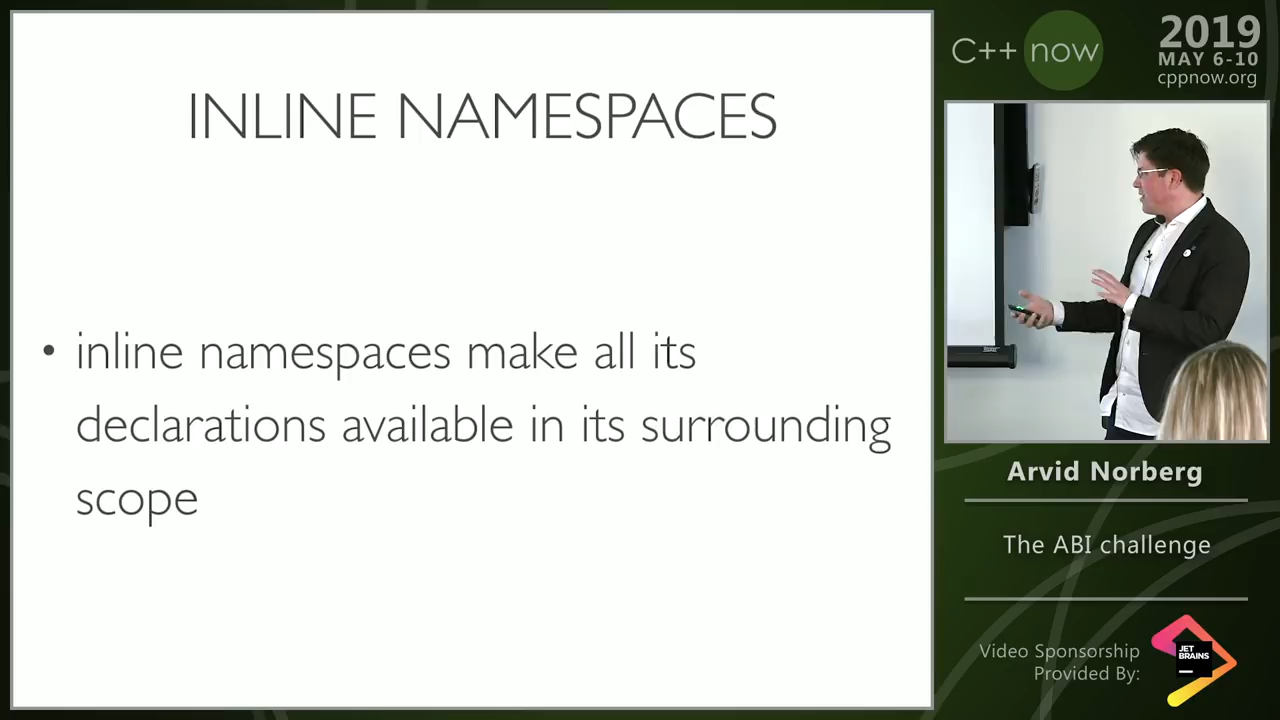 INLINE NAMESPACES
• inline namespaces make all its
declarations available in its surrounding
scope
C++ now
2019
MAY 6-10
cppnow.org
Arvid Norberg
The ABI challenge
Video Sponsorship
Provided By:
JET
BRAINS